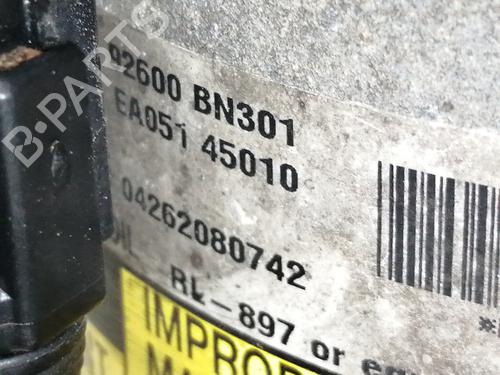 92600 BN301
EA051 45010
04262080742
OIL RL-897 or
IMPROP
B-PARTS